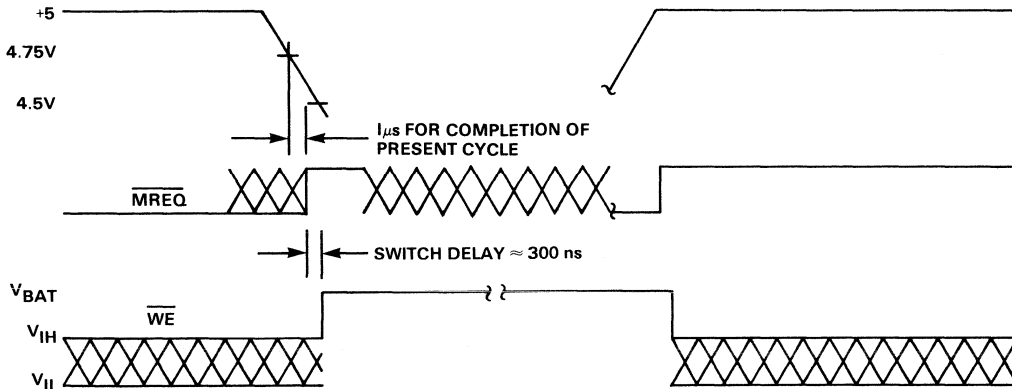 +5
4.75V
4.5V
1μs FOR COMPLETION OF
PRESENT CYCLE
MREQ
SWITCH DELAY ≈ 300 ns
VBAT
WE
VIH
VIL